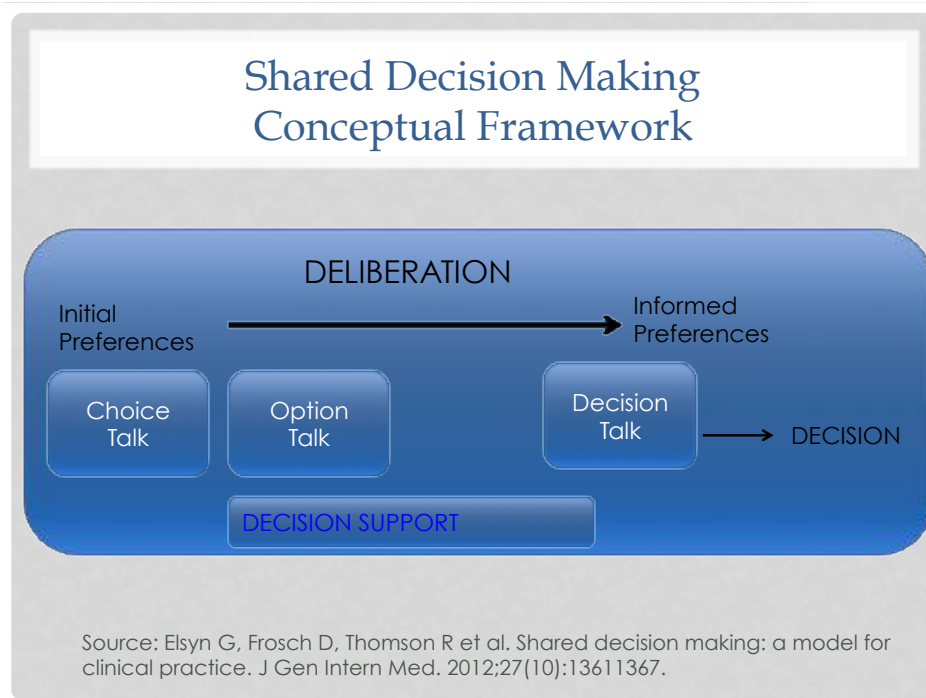 Shared Decision Making
Conceptual Framework
DELIBERATION
Initial
Preferences
Informed
Preferences
Choice
Talk
Option
Talk
Decision
Talk
DECISION
DECISION SUPPORT
Source: Elsyn G, Frosch D, Thomson R et al. Shared decision making: a model for
clinical practice. J Gen Intern Med. 2012;27(10):13611367.